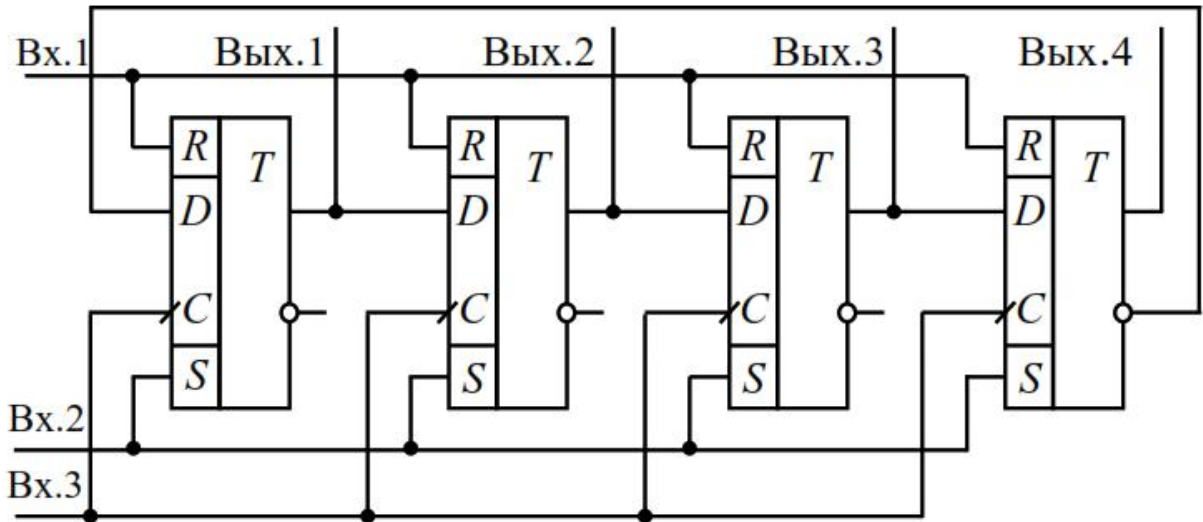 Вх.1 Вых.1 Вых.2 Вых.3 Вых.4
R T R T R T R T
D D D D
C C C C
S S S S
Вх.2
Вх.3